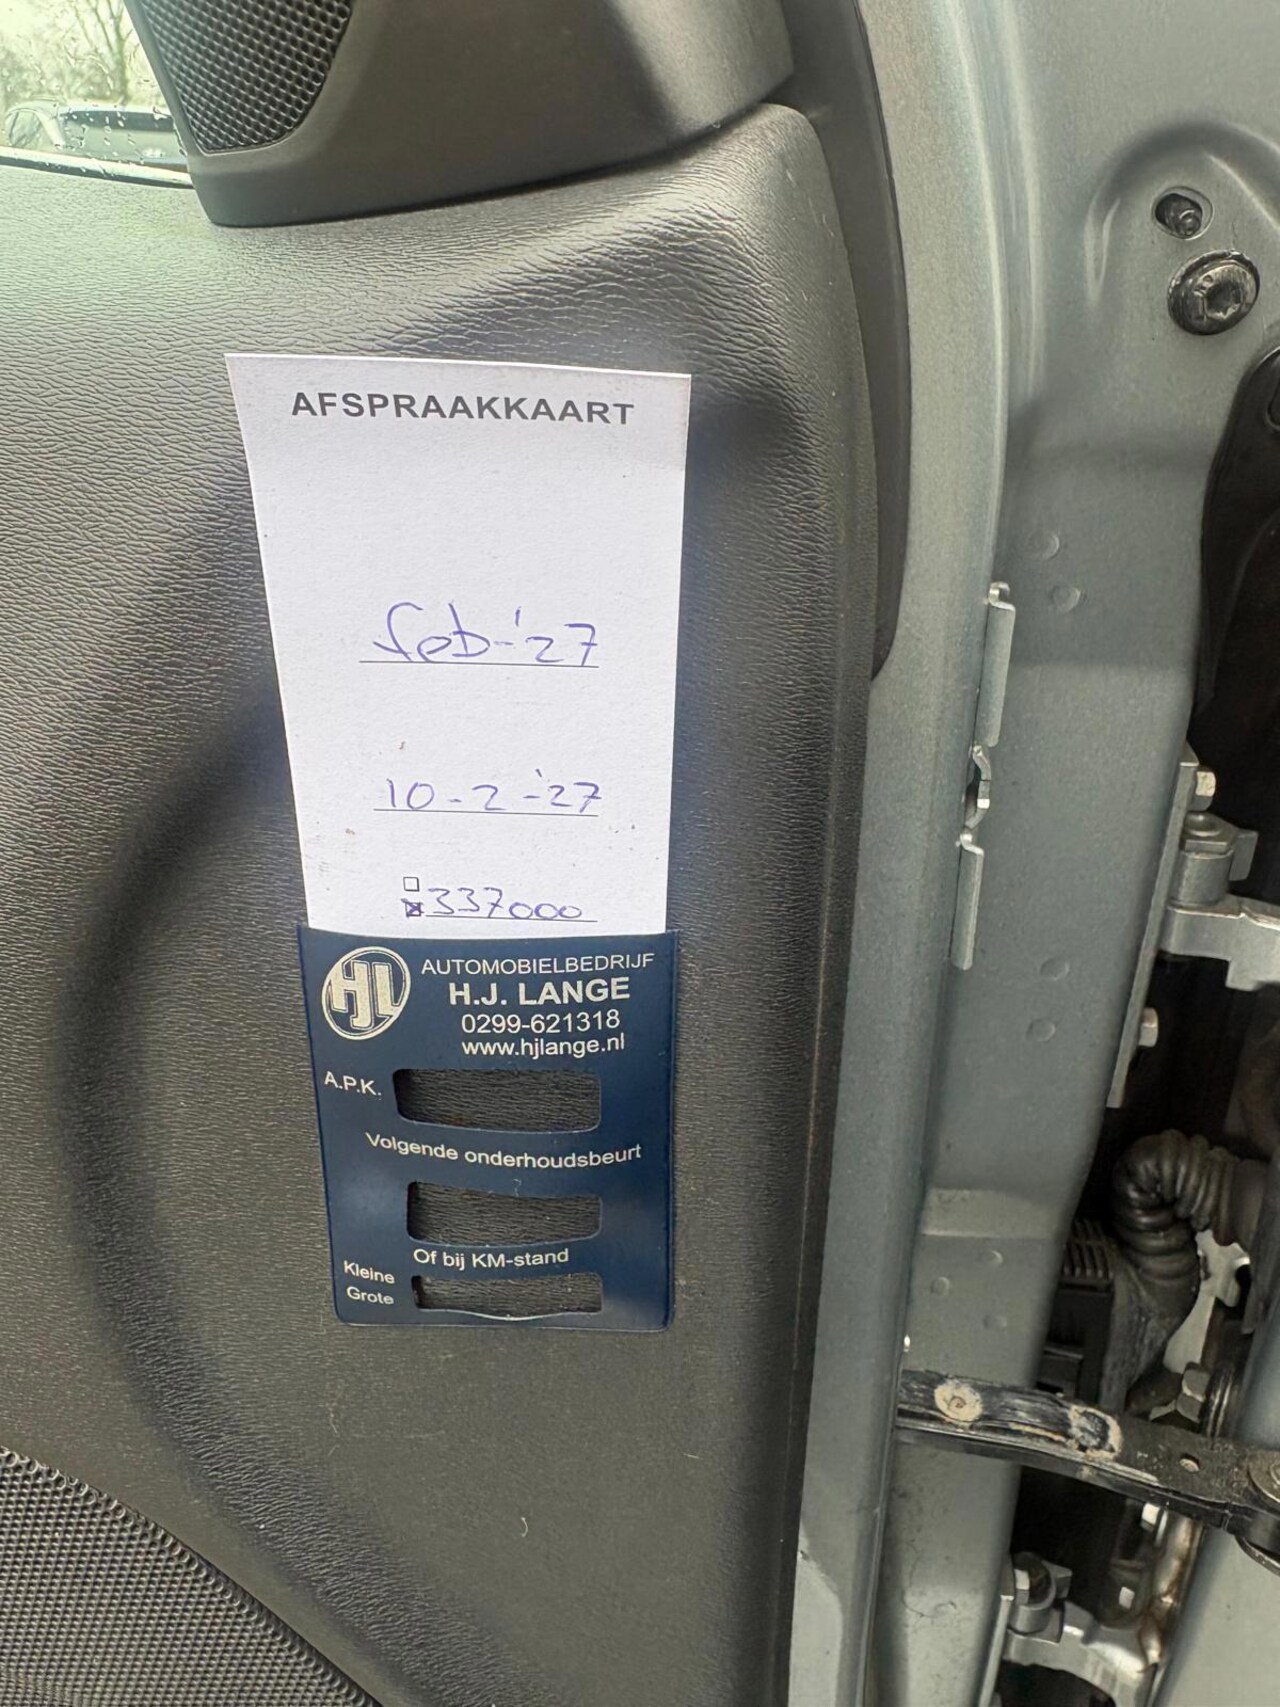 AFSPRAAKKAART
feb-'27
10-2-'27
337000
HJL
AUTOMOBIELBEDRIJF
H.J. LANGE
0299-621318
www.hjlange.nl
A.P.K.
Volgende onderhoudsbeurt
Of bij KM-stand
Kleine
Grote